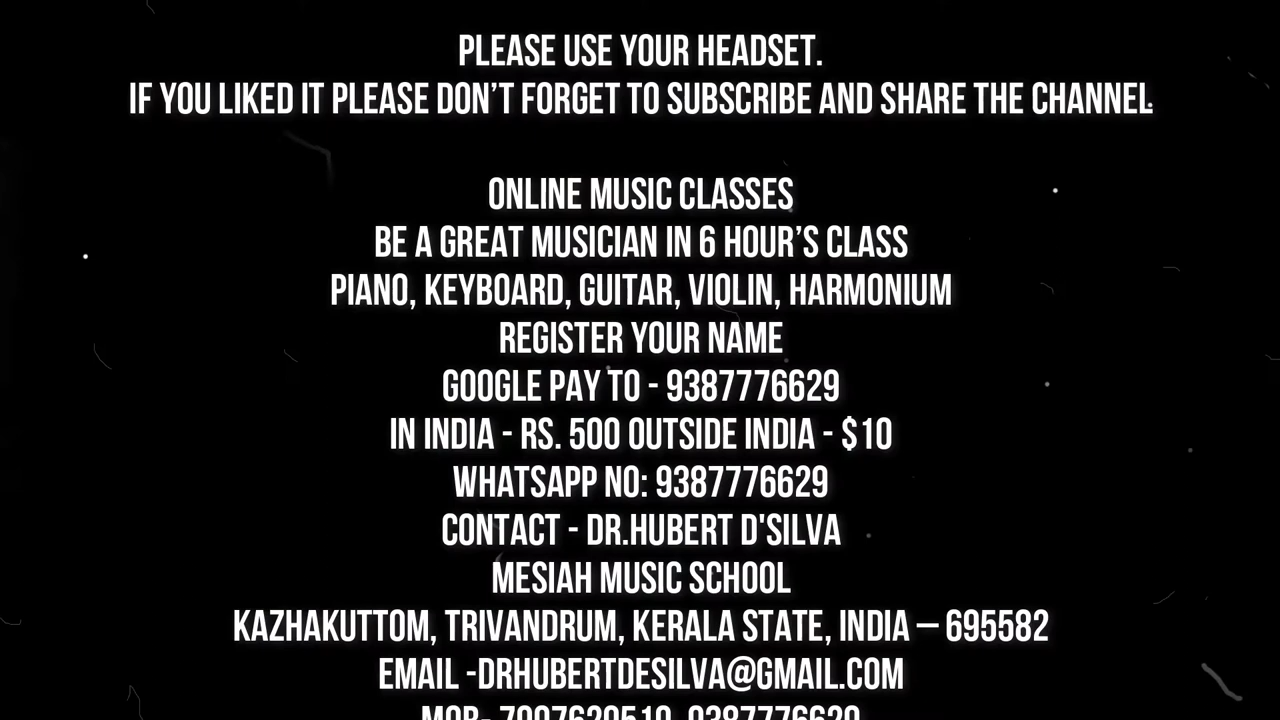 PLEASE USE YOUR HEADSET.
IF YOU LIKED IT PLEASE DON’T FORGET TO SUBSCRIBE AND SHARE THE CHANNEL
ONLINE MUSIC CLASSES
BE A GREAT MUSICIAN IN 6 HOUR’S CLASS
PIANO, KEYBOARD, GUITAR, VIOLIN, HARMONIUM
REGISTER YOUR NAME
GOOGLE PAY TO - 9387776629
IN INDIA - RS. 500 OUTSIDE INDIA - $10
WHATSAPP NO: 9387776629
CONTACT - DR.HUBERT D'SILVA
MESIAH MUSIC SCHOOL
KAZHAKUTTOM, TRIVANDRUM, KERALA STATE, INDIA – 695582
EMAIL -DRHUBERTDESILVA@GMAIL.COM